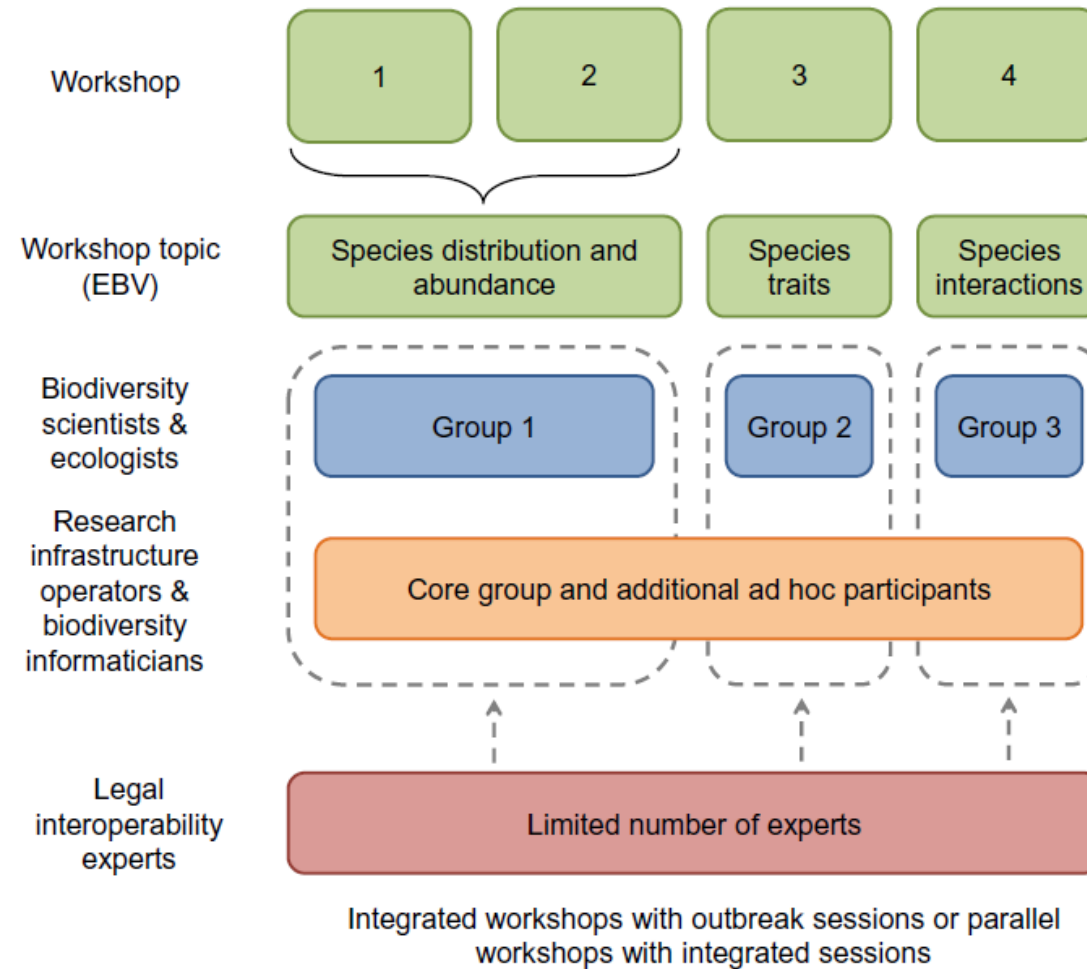 Workshop
1
2
3
4
Workshop topic
(EBV)
Species distribution and
abundance
Species
traits
Species
interactions
Biodiversity
scientists &
ecologists
Group 1
Group 2
Group 3
Research
infrastructure
operators &
biodiversity
informaticians
Core group and additional ad hoc participants
Legal
interoperability
experts
Limited number of experts
Integrated workshops with outbreak sessions or parallel
workshops with integrated sessions